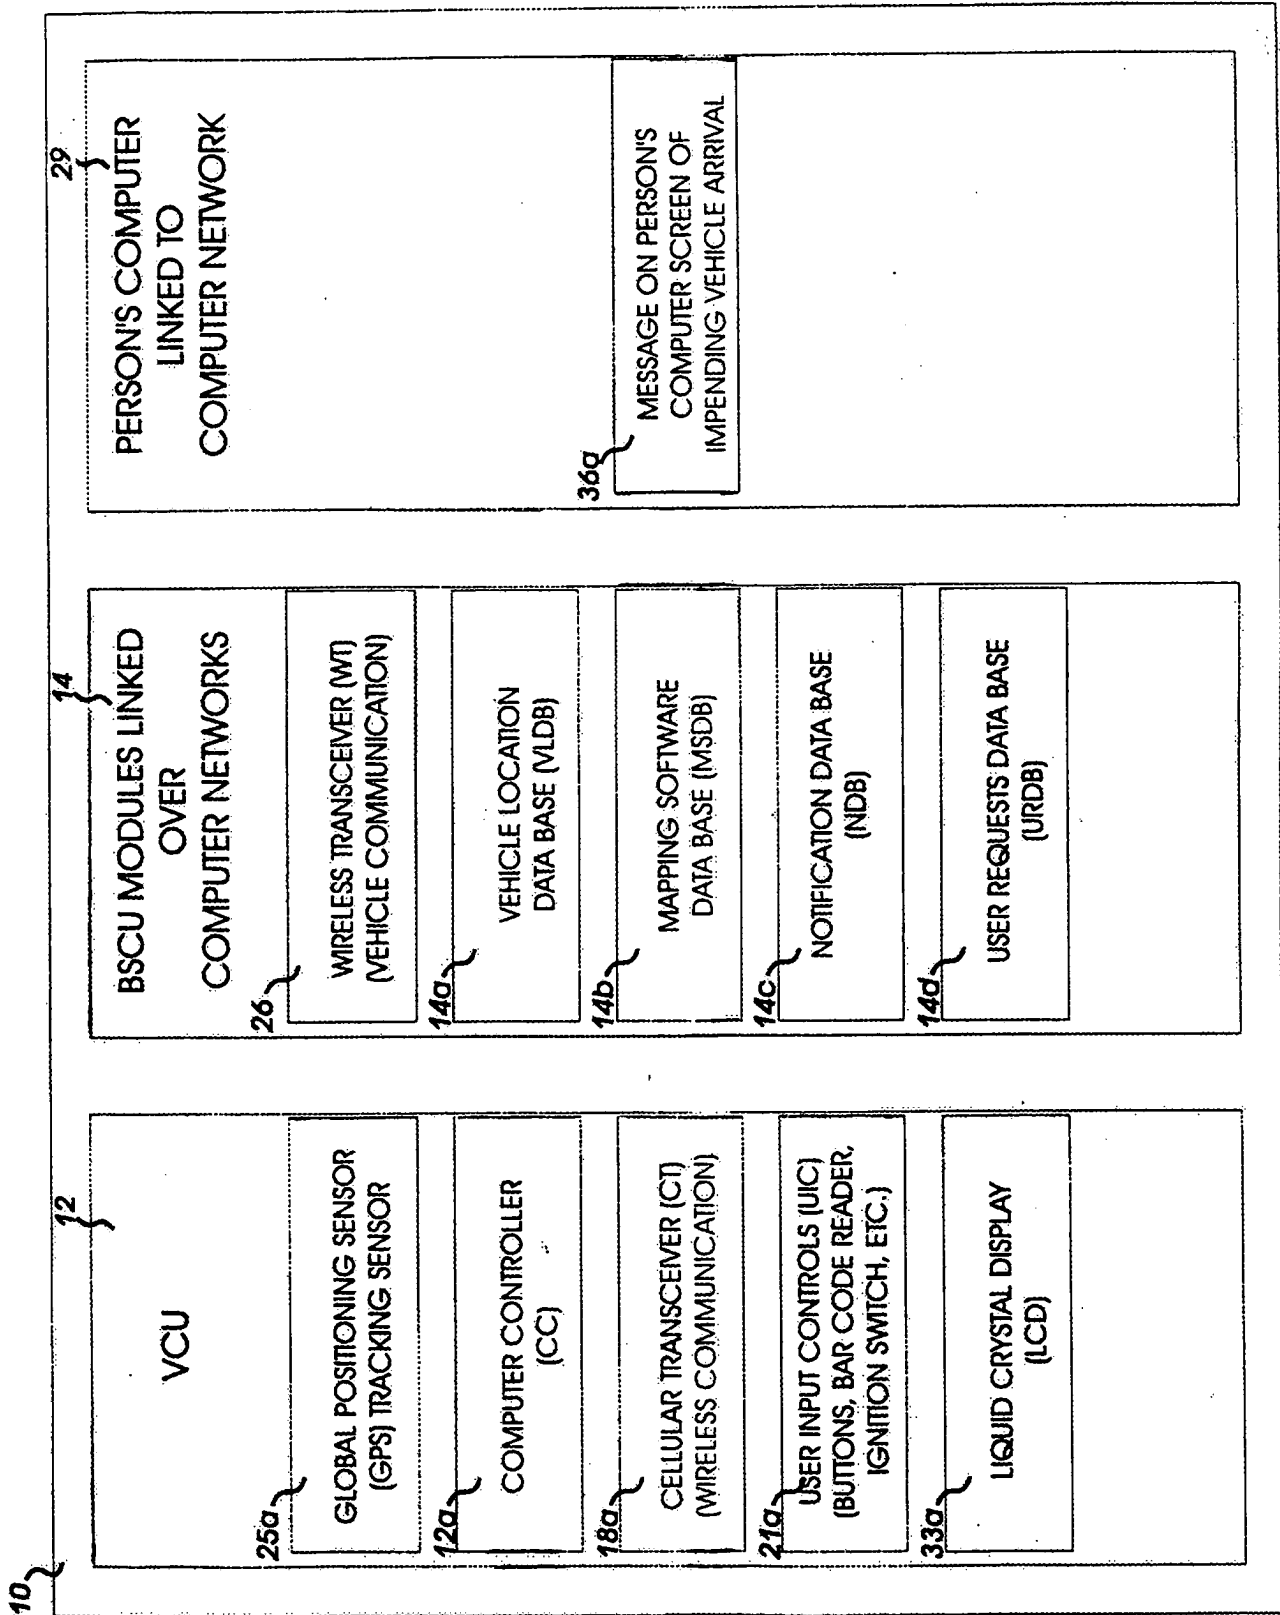 10
12
VCU
25a
GLOBAL POSITIONING SENSOR
(GPS) TRACKING SENSOR
12a
COMPUTER CONTROLLER
(CC)
18a
CELLULAR TRANSCEIVER (CT)
(WIRELESS COMMUNICATION)
21a
USER INPUT CONTROLS (UIC)
(BUTTONS, BAR CODE READER,
IGNITION SWITCH, ETC.)
33a
LIQUID CRYSTAL DISPLAY
(LCD)
14
BSCU MODULES LINKED
OVER
COMPUTER NETWORKS
26
WIRELESS TRANSCEIVER (WT)
(VEHICLE COMMUNICATION)
14a
VEHICLE LOCATION
DATA BASE (VLDB)
14b
MAPPING SOFTWARE
DATA BASE (MSDB)
14c
NOTIFICATION DATA BASE
(NDB)
14d
USER REQUESTS DATA BASE
(URDB)
29
PERSON'S COMPUTER
LINKED TO
COMPUTER NETWORK
36a
MESSAGE ON PERSON'S
COMPUTER SCREEN OF
IMPENDING VEHICLE ARRIVAL